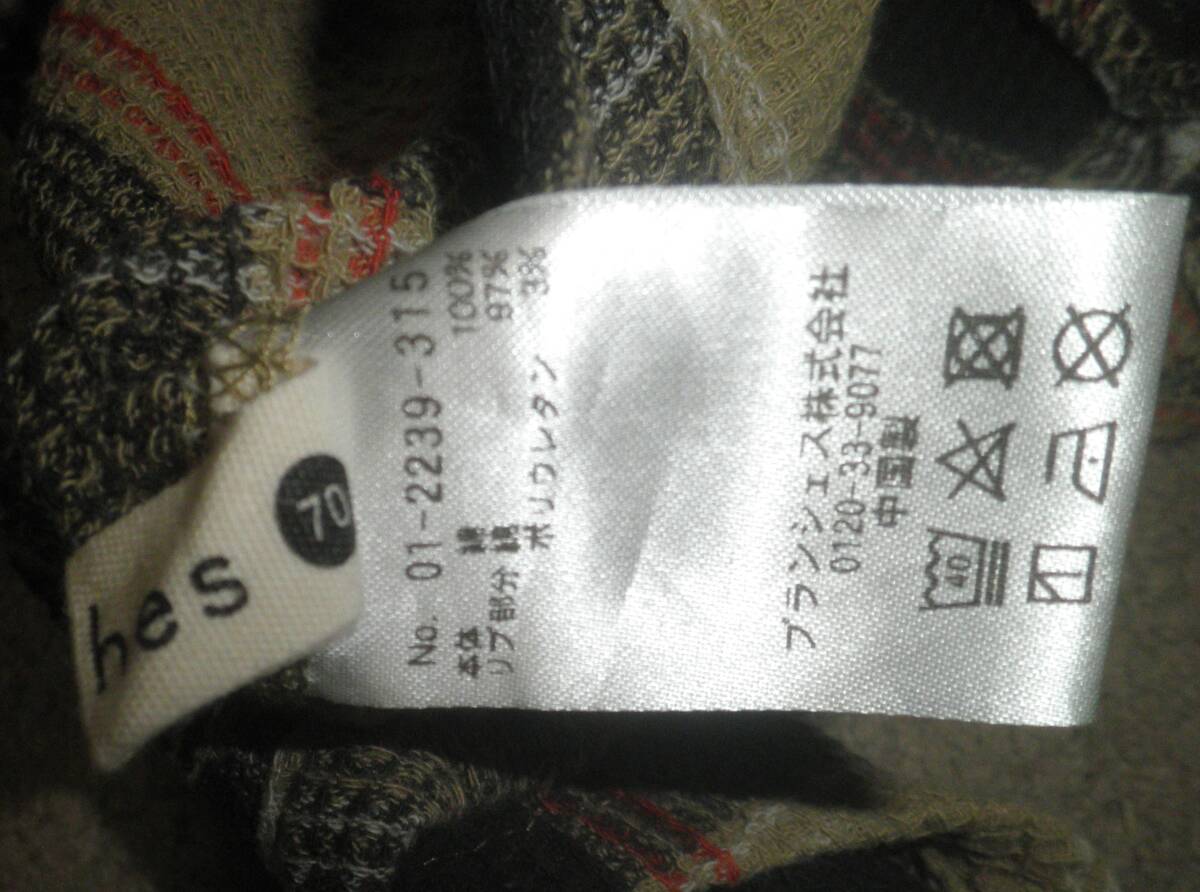 hes
70
No. 01-2239-315
本体 綿 100%
リブ部分 綿 97%
ポリウレタン 3%
ブランシェス株式会社
0120-33-9077
中国製
40